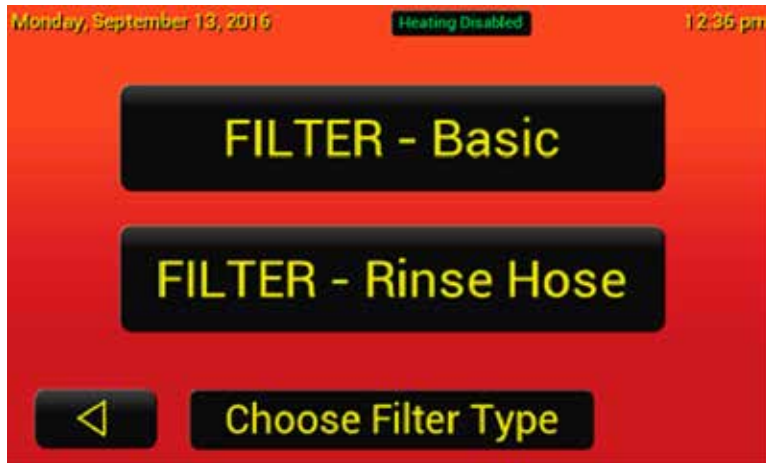 Monday, September 13, 2016
Heating Disabled
12:36 pm
FILTER - Basic
FILTER - Rinse Hose
Choose Filter Type